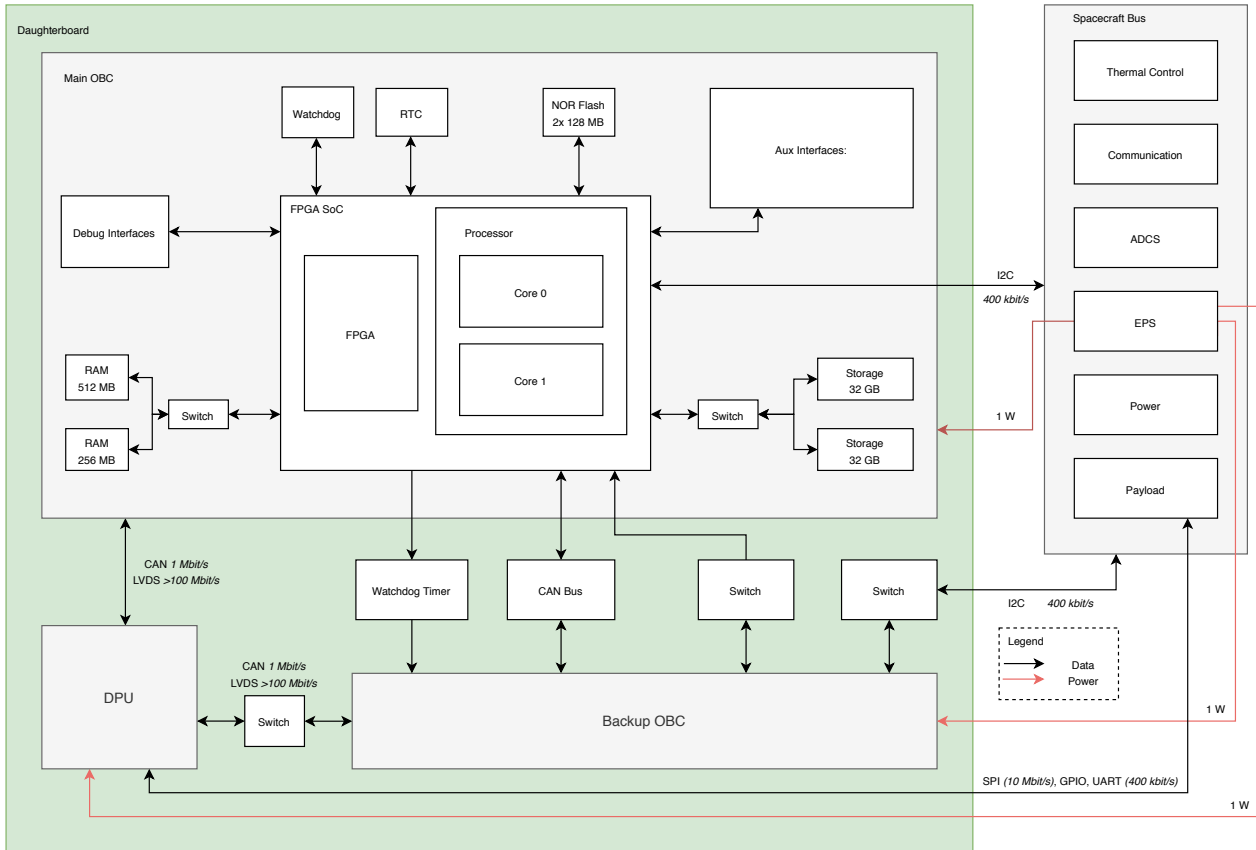 Daughterboard
Main OBC
Watchdog
RTC
NOR Flash
2x 128 MB
Aux Interfaces:
Debug Interfaces
FPGA SoC
Processor
FPGA
Core 0
Core 1
RAM
512 MB
RAM
256 MB
Switch
Switch
Storage
32 GB
Storage
32 GB
Spacecraft Bus
Thermal Control
Communication
ADCS
EPS
Power
Payload
I2C
400 kbit/s
1 W
CAN 1 Mbit/s
LVDS >100 Mbit/s
Watchdog Timer
CAN Bus
Switch
Switch
I2C 400 kbit/s
Legend
Data
Power
DPU
CAN 1 Mbit/s
LVDS >100 Mbit/s
Switch
Backup OBC
1 W
SPI (10 Mbit/s), GPIO, UART (400 kbit/s)
1 W